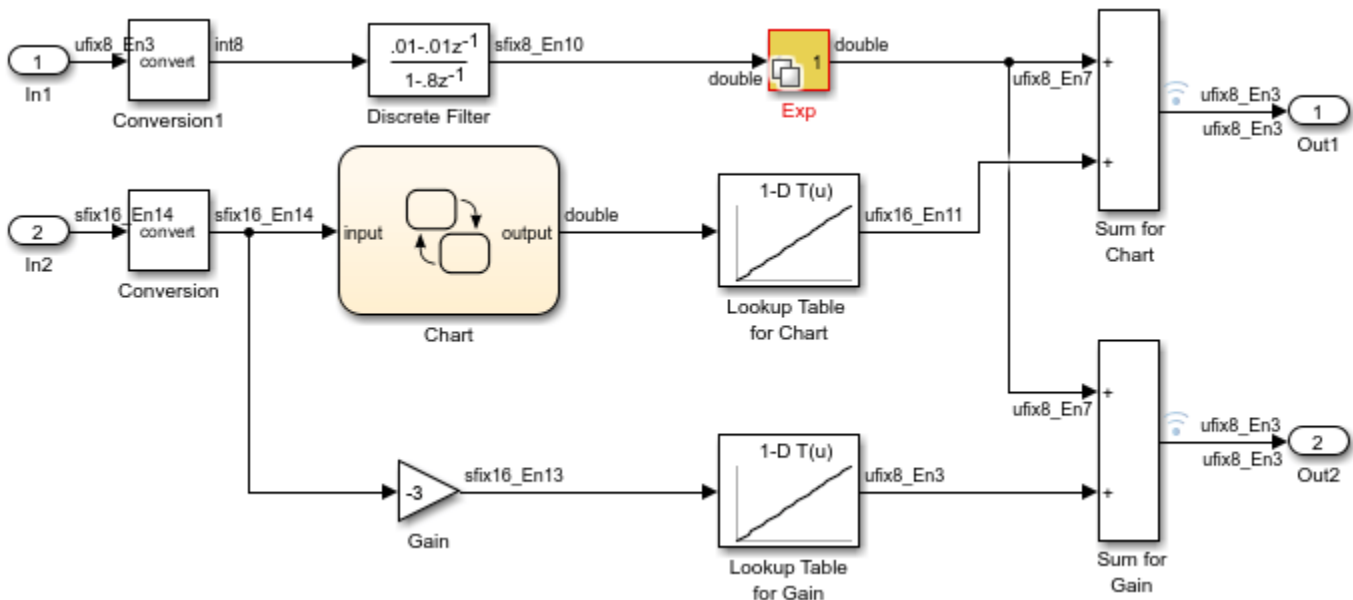 ufix8_En3
1
In1
convert
Conversion1
int8
.01-.01z-1
1-.8z-1
Discrete Filter
sfix8_En10
double
1
Exp
double
ufix8_En7
+
+
Sum for
Chart
ufix8_En3
ufix8_En3
1
Out1
sfix16_En14
2
In2
convert
Conversion
sfix16_En14
input
output
Chart
double
1-D T(u)
Lookup Table
for Chart
ufix16_En11
-3
Gain
sfix16_En13
1-D T(u)
Lookup Table
for Gain
ufix8_En3
ufix8_En7
+
+
Sum for
Gain
ufix8_En3
ufix8_En3
2
Out2